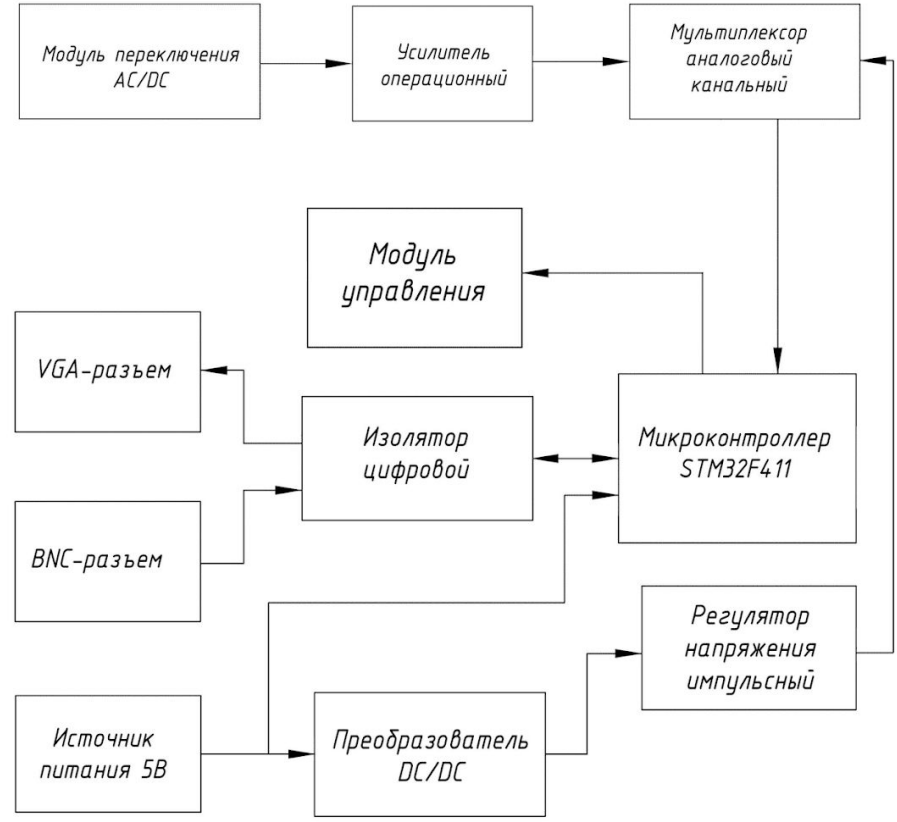 Модуль переключения
AC/DC
Усилитель
операционный
Мультиплексор
аналоговый
канальный
Модуль
управления
VGA-разъем
Изолятор
цифровой
Микроконтроллер
STM32F411
BNC-разъем
Регулятор
напряжения
импульсный
Источник
питания 5В
Преобразователь
DC/DC